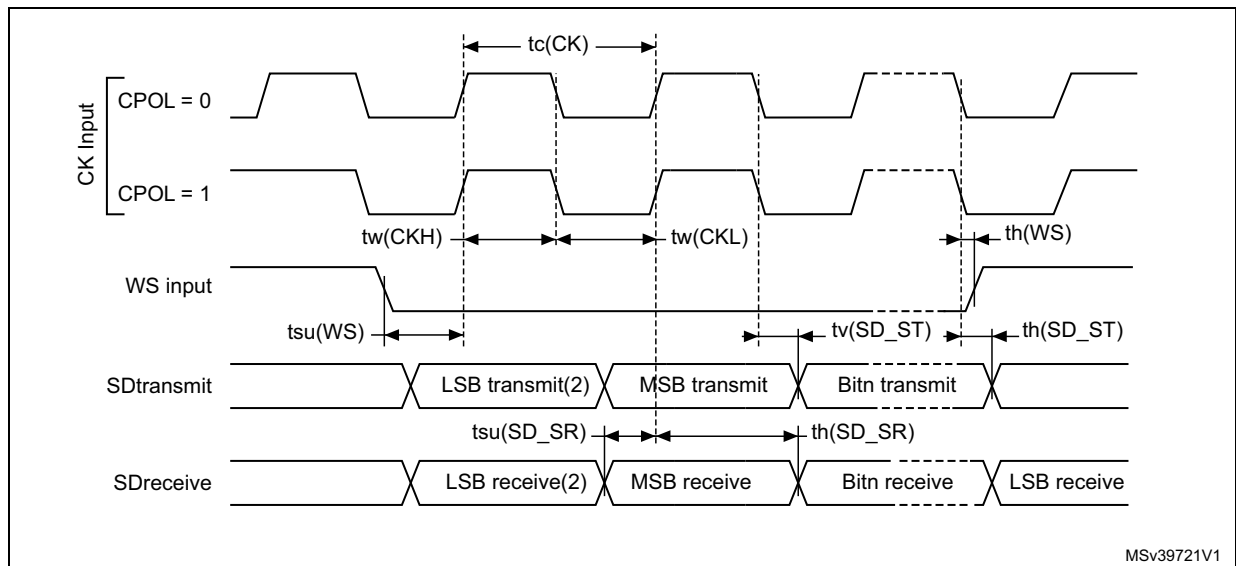 tc(CK)
CK Input
CPOL = 0
CPOL = 1
tw(CKH)
tw(CKL)
th(WS)
WS input
tsu(WS)
tv(SD_ST)
th(SD_ST)
SDtransmit
LSB transmit(2)
MSB transmit
Bitn transmit
tsu(SD_SR)
th(SD_SR)
SDreceive
LSB receive(2)
MSB receive
Bitn receive
LSB receive
MSv39721V1